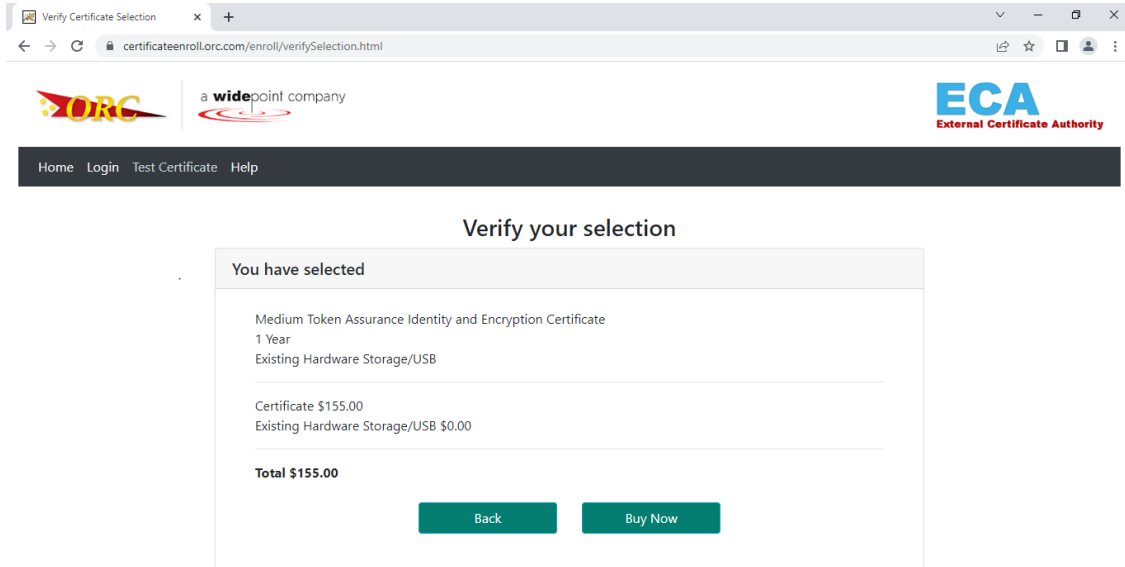 Verify Certificate Selection
certificateenroll.orc.com/enroll/verifySelection.html
ORC
a widepoint company
ECA
External Certificate Authority
Home Login Test Certificate Help
Verify your selection
You have selected
Medium Token Assurance Identity and Encryption Certificate
1 Year
Existing Hardware Storage/USB
Certificate $155.00
Existing Hardware Storage/USB $0.00
Total $155.00
Back Buy Now